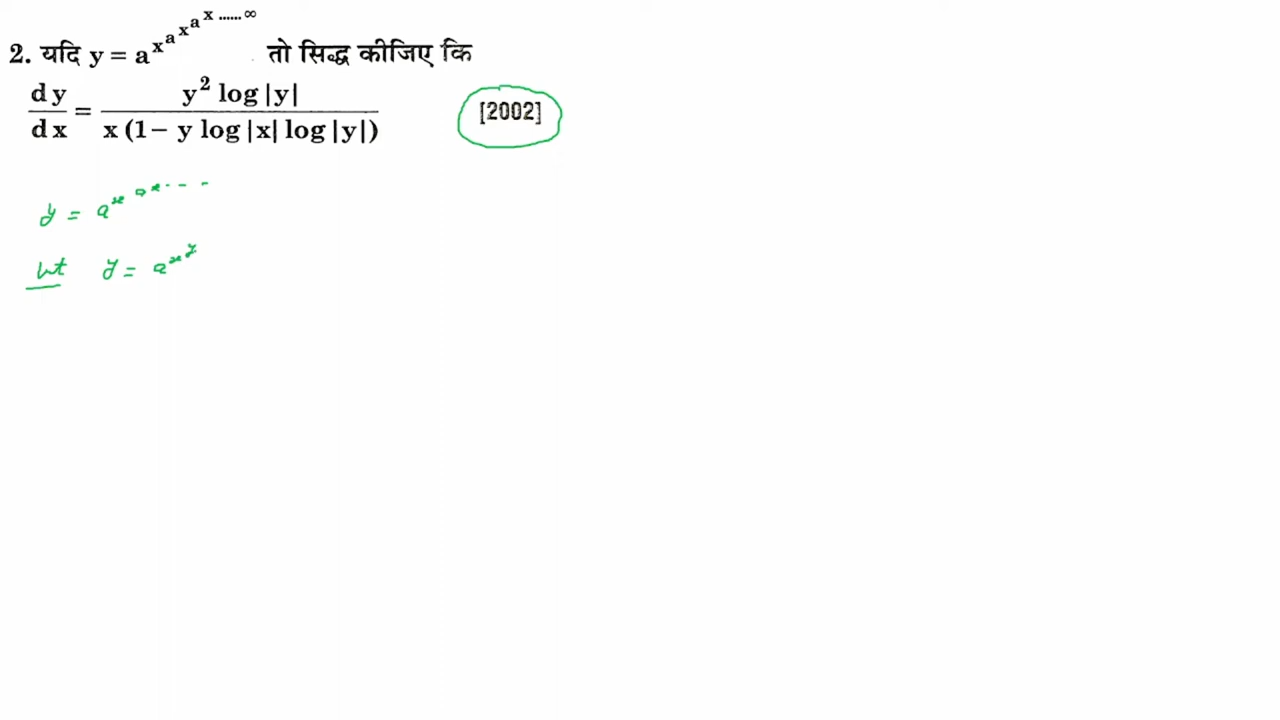 2. यदि y = a^x^a^x^a^x ...... ∞ तो सिद्ध कीजिए कि
dy/dx = y² log |y| / x (1 – y log |x| log |y|) [2002]
y = a^x^a^x - - -
Let y = a^x^y